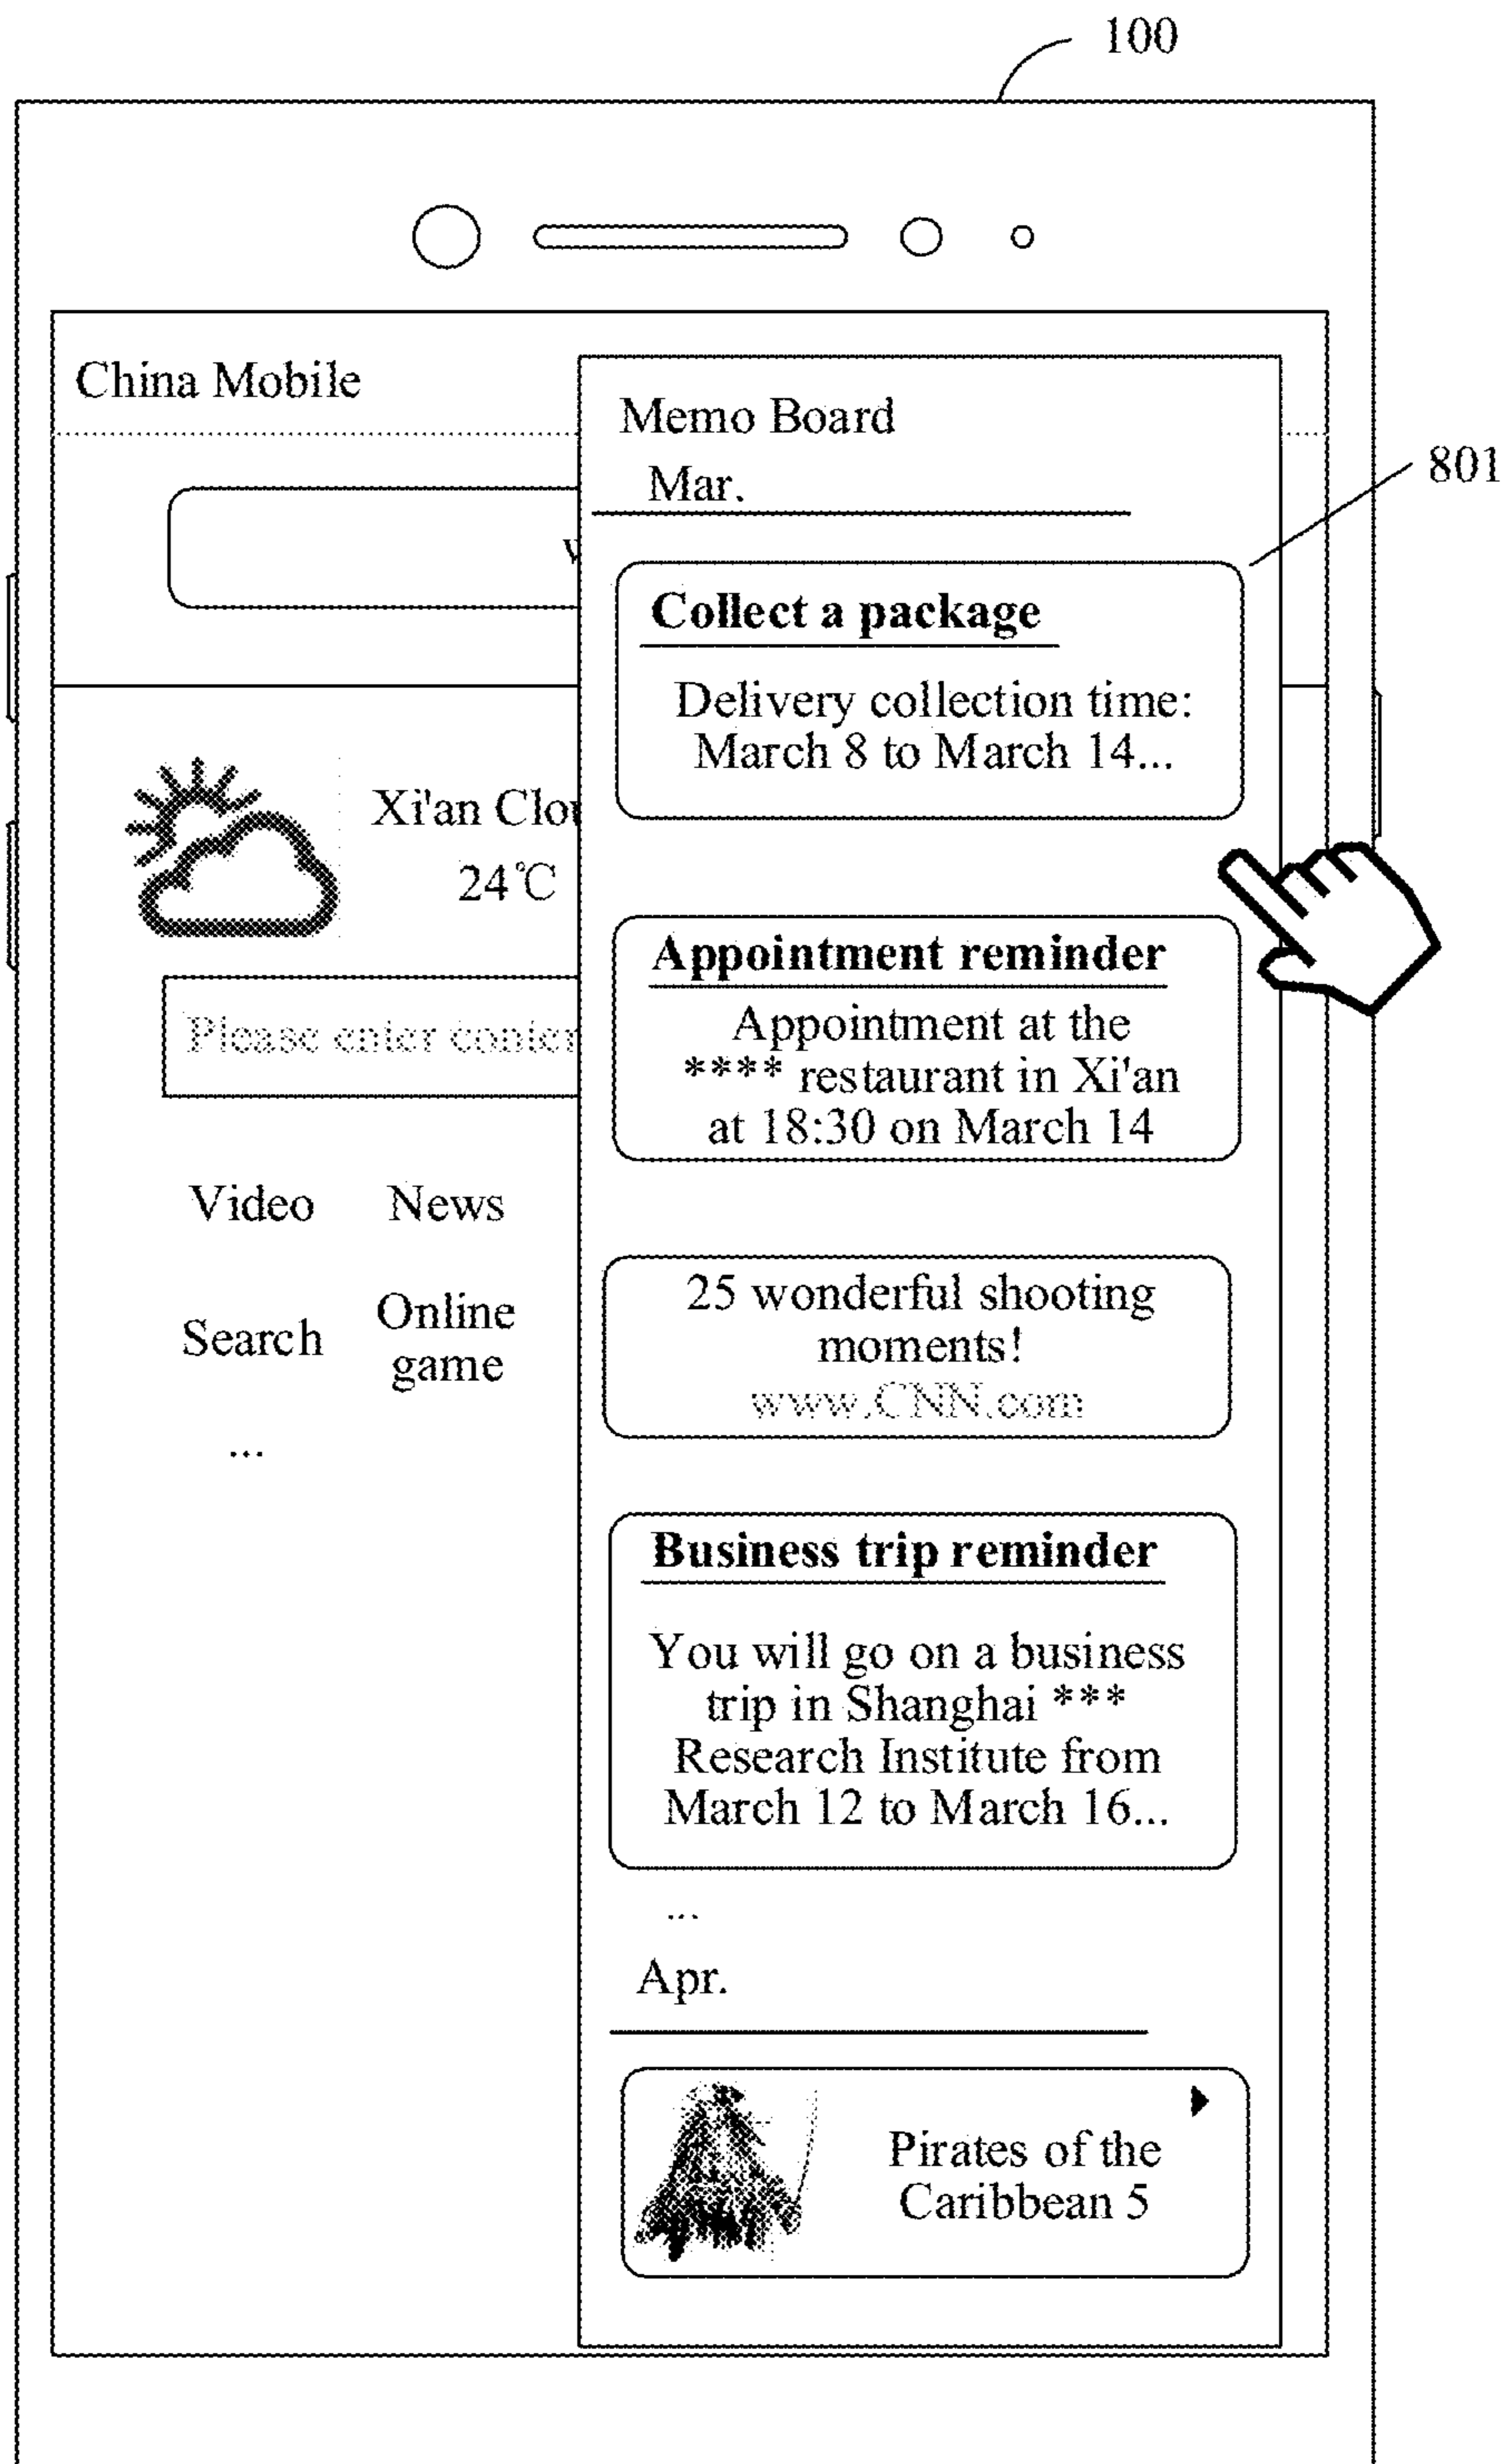 100
China Mobile
Memo Board
Mar.
801
Collect a package
Delivery collection time:
March 8 to March 14...
Xi'an
24℃
Appointment reminder
Please enter
Appointment at the
**** restaurant in Xi'an
at 18:30 on March 14
Video News
25 wonderful shooting
moments!
www.CNN.com
Search
Online
game
...
Business trip reminder
You will go on a business
trip in Shanghai ***
Research Institute from
March 12 to March 16...
...
Apr.
Pirates of the
Caribbean 5